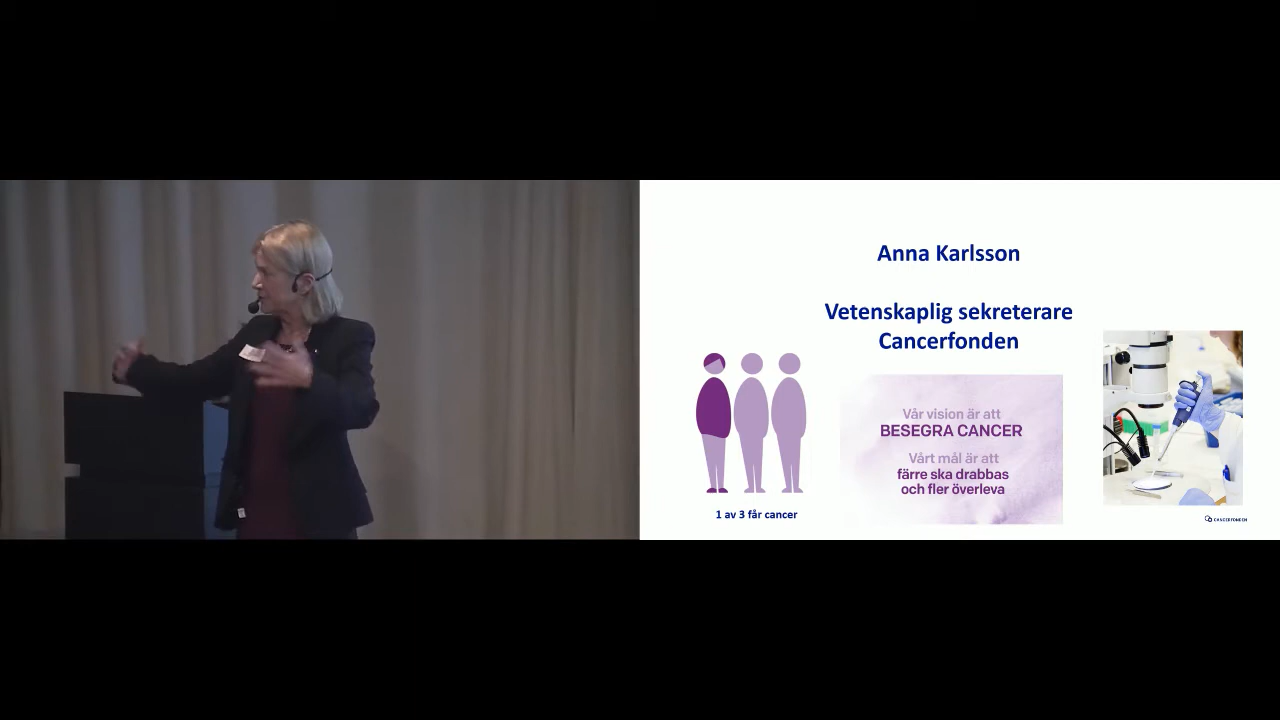 Anna Karlsson
Vetenskaplig sekreterare
Cancerfonden
Vår vision är att
BESEGRA CANCER
Vårt mål är att
färre ska drabbas
och fler överleva
1 av 3 får cancer
CANCERFONDEN